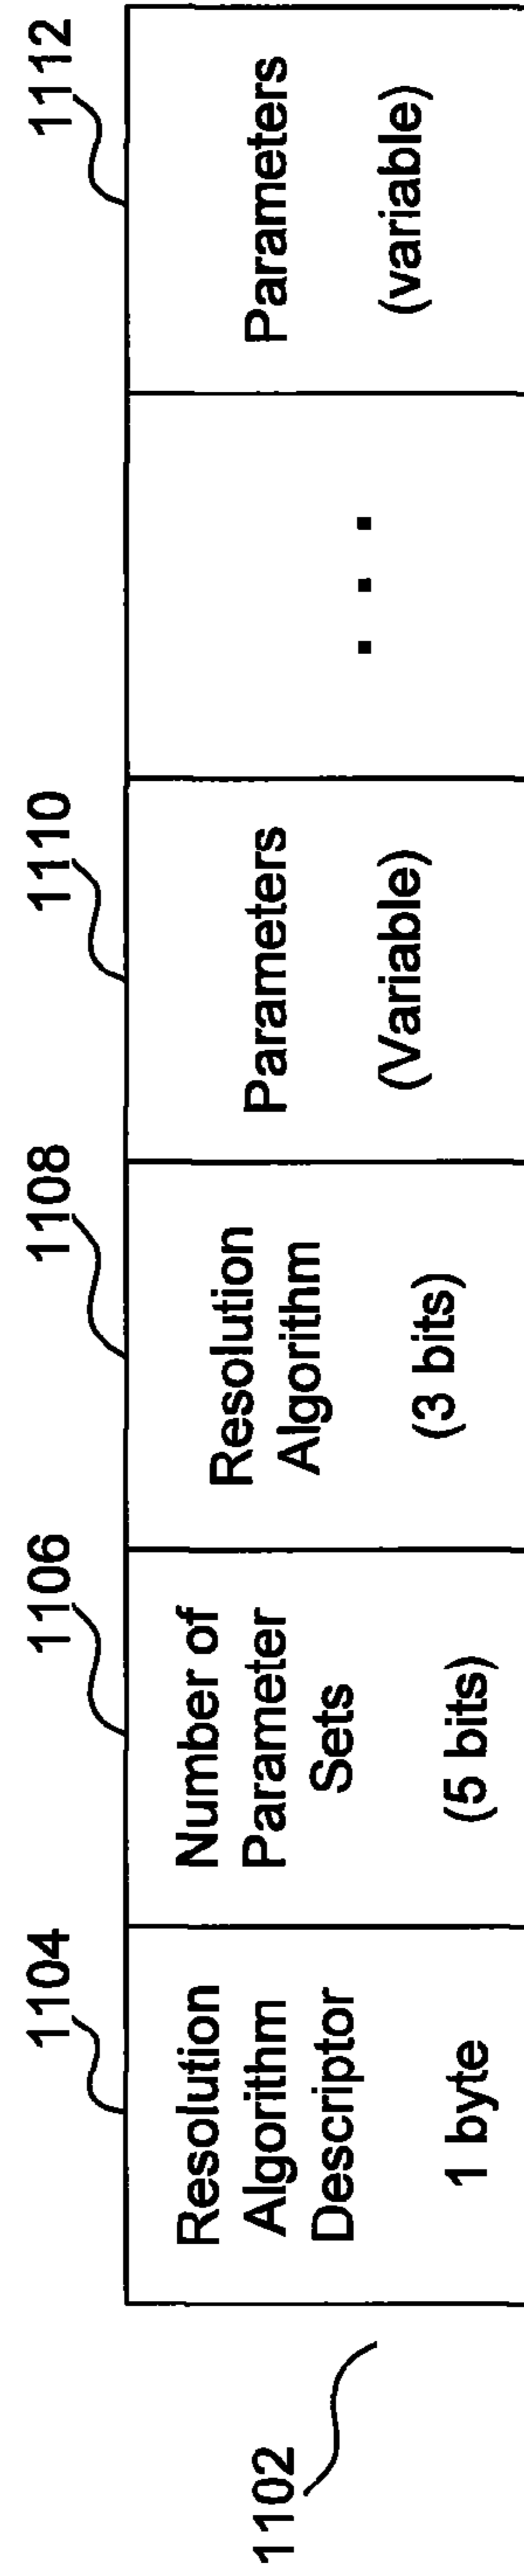 1102
1104
Resolution
Algorithm
Descriptor
1 byte
1106
Number of
Parameter
Sets
(5 bits)
1108
Resolution
Algorithm
(3 bits)
1110
Parameters
(Variable)
. . .
1112
Parameters
(variable)